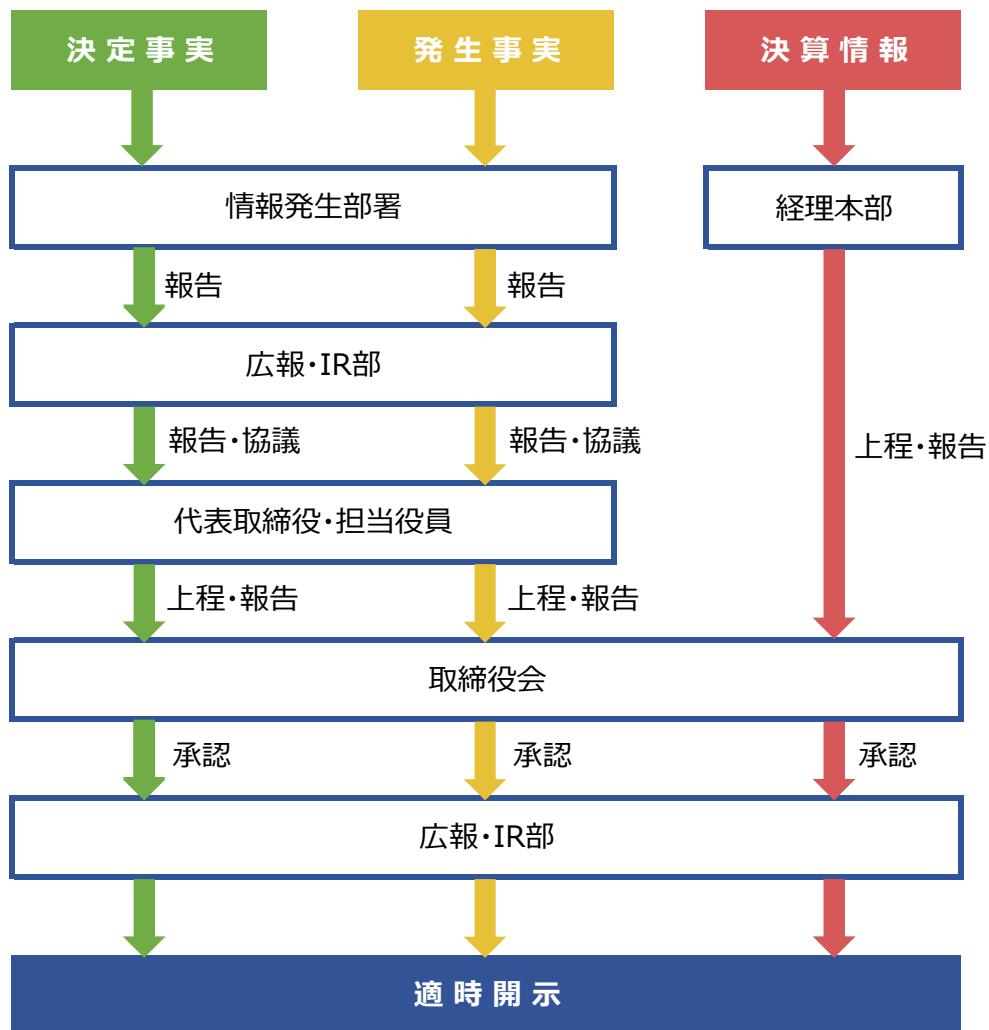 決定事実
発生事実
決算情報
情報発生部署
経理本部
報告
報告
広報・IR部
報告・協議
報告・協議
上程・報告
代表取締役・担当役員
上程・報告
上程・報告
取締役会
承認
承認
承認
広報・IR部
適時開示